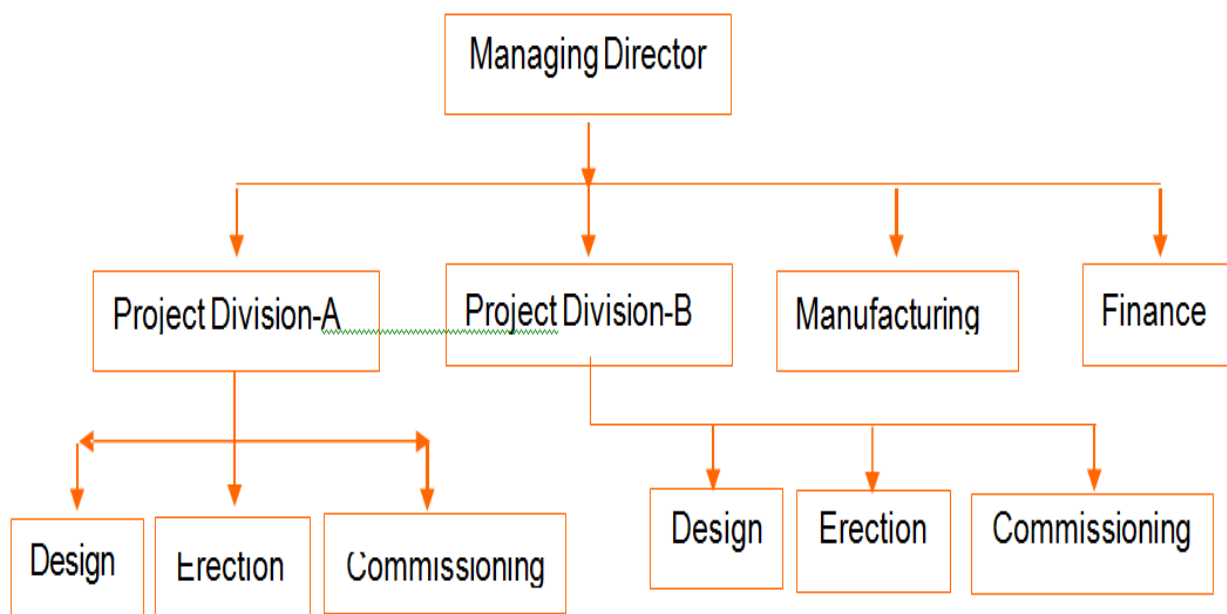 Managing Director
Project Division-A
Project Division-B
Manufacturing
Finance
Design
Erection
Commissioning
Design
Erection
Commissioning